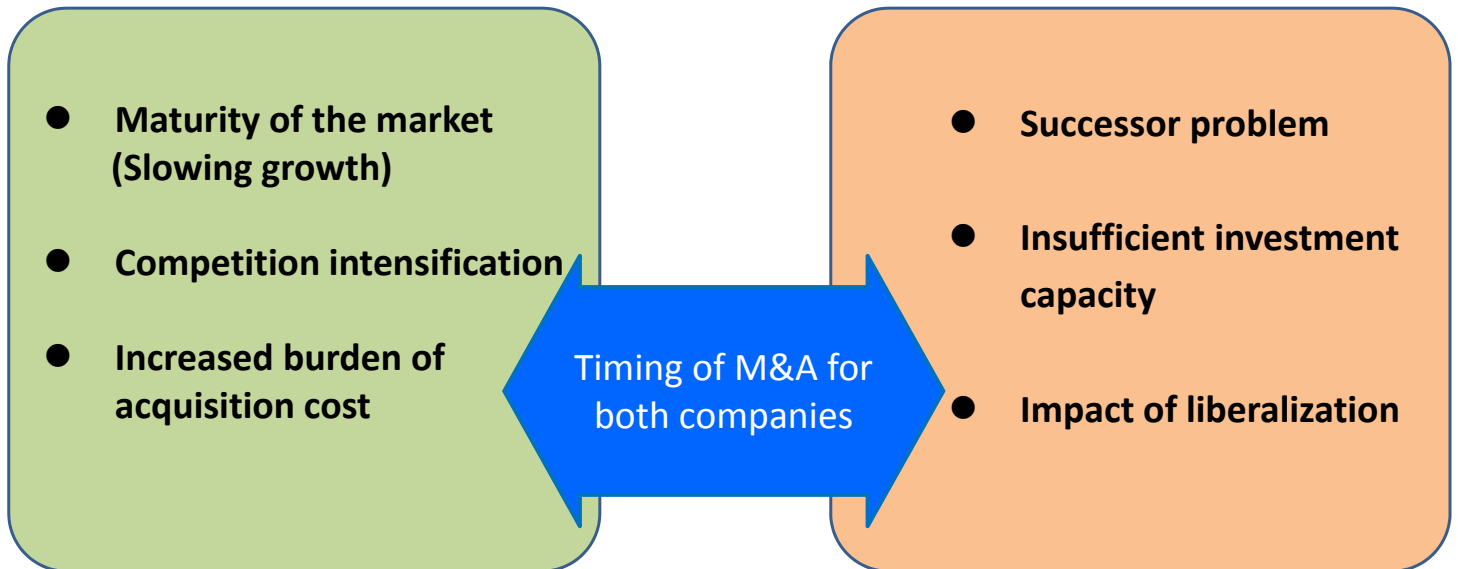 ● Maturity of the market
(Slowing growth)
● Competition intensification
● Increased burden of
acquisition cost
Timing of M&A for
both companies
● Successor problem
● Insufficient investment
capacity
● Impact of liberalization